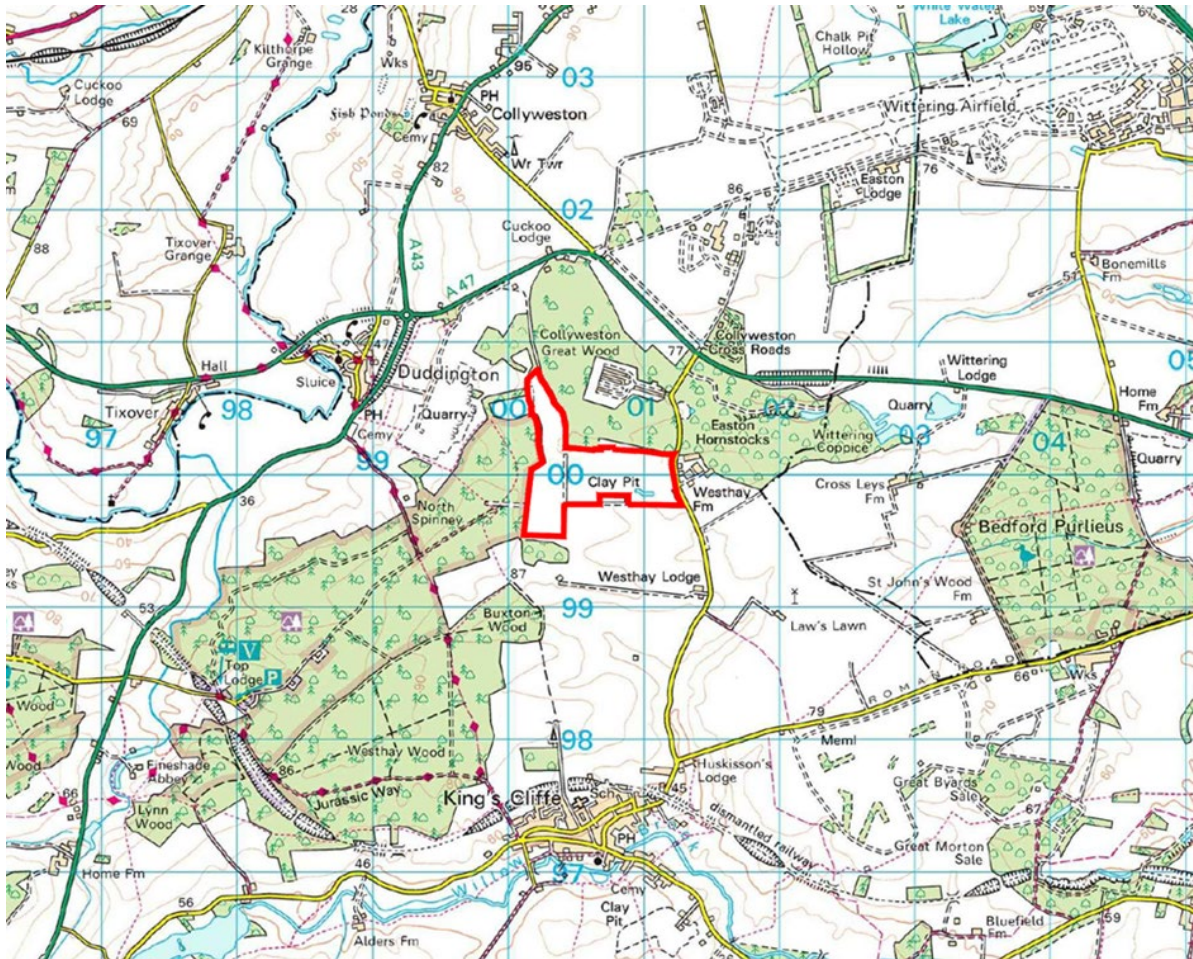 28
White Water
Lake
Chalk Pit
Hollow
Kilthorpe
Grange
Wks
95
03
03
Cuckoo
Lodge
69
PH
Fish Ponds
Collyweston
Cemy
Wittering Airfield
Wr Twr
82
86
76
Easton
Lodge
88
02
02
Tixover
Grange
Cuckoo
Lodge
A43
A 47
51
Bonemills
Fm
Collyweston
Great Wood
77
Collyweston
Cross Roads
47
Hall
Sluice
Duddington
Wittering
Lodge
05
Tixover
98
PH
Quarry
00
01
02
Quarry
Home
Fm
97
Cemy
99
Easton
Hornstocks
Wittering
Coppice
03
04
00
Clay Pit
Westhay
Fm
Cross Leys
Fm
Quarry
36
North
Spinney
Bedford Purlieus
87
Westhay Lodge
St John's Wood
Fm
99
53
Buxton
Wood
Law's Lawn
V
Top
Lodge
P
ROMAN ROAD
66
Wks
Wood
79
98
Westhay Wood
Meml
Wood
Fineshade
Abbey
86
Jurassic Way
Huskisson's
Lodge
King's Cliffe
Sch
45
Great Byards
Sale
66
Lynn
Wood
dismantled railway
67
PH
Great Morton
Sale
Home Fm
46
Willow Brook
97
Cemy
56
Clay
Pit
59
Alders Fm
Bluefield
Fm